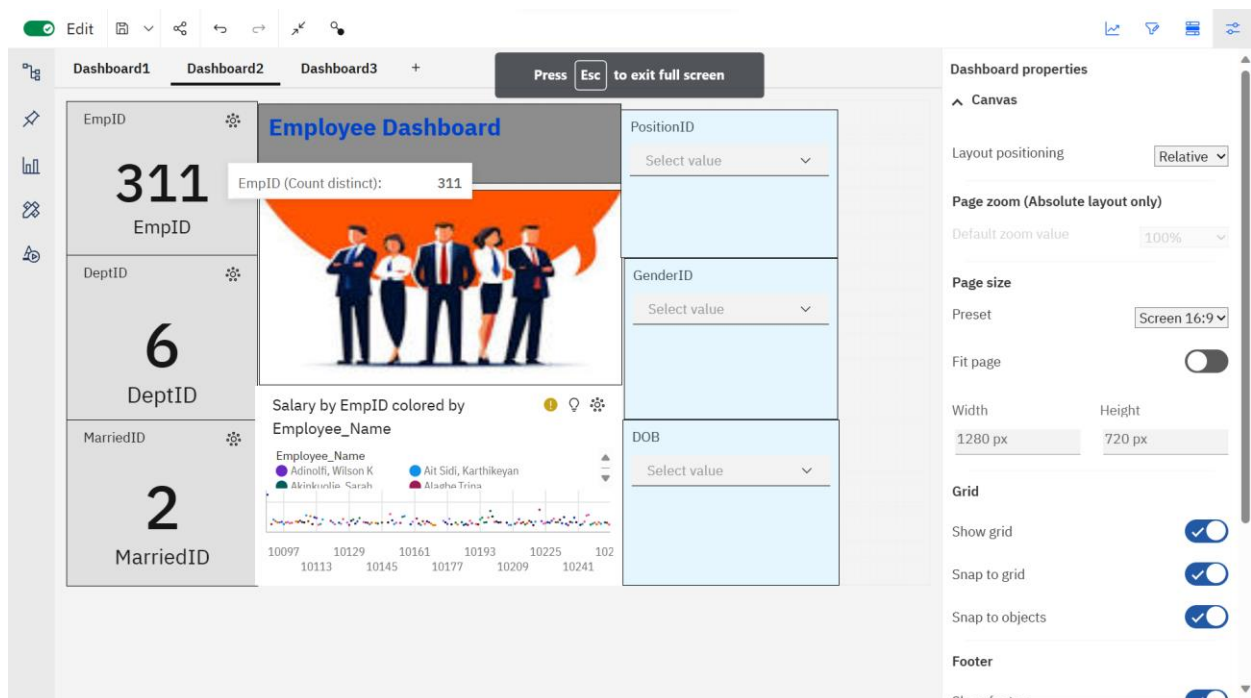 Edit
Dashboard1 Dashboard2 Dashboard3 +
Press Esc to exit full screen
EmpID
311
EmpID
EmpID (Count distinct): 311
DeptID
6
DeptID
MarriedID
2
MarriedID
Employee Dashboard
Salary by EmpID colored by
Employee_Name
Employee_Name
Adinolfi, Wilson K Ait Sidi, Karthikeyan
Akinkuolie, Sarah Alagbe,Trina
10097 10129 10161 10193 10225 102
10113 10145 10177 10209 10241
PositionID
Select value
GenderID
Select value
DOB
Select value
Dashboard properties
Canvas
Layout positioning Relative
Page zoom (Absolute layout only)
Default zoom value 100%
Page size
Preset Screen 16:9
Fit page
Width Height
1280 px 720 px
Grid
Show grid
Snap to grid
Snap to objects
Footer